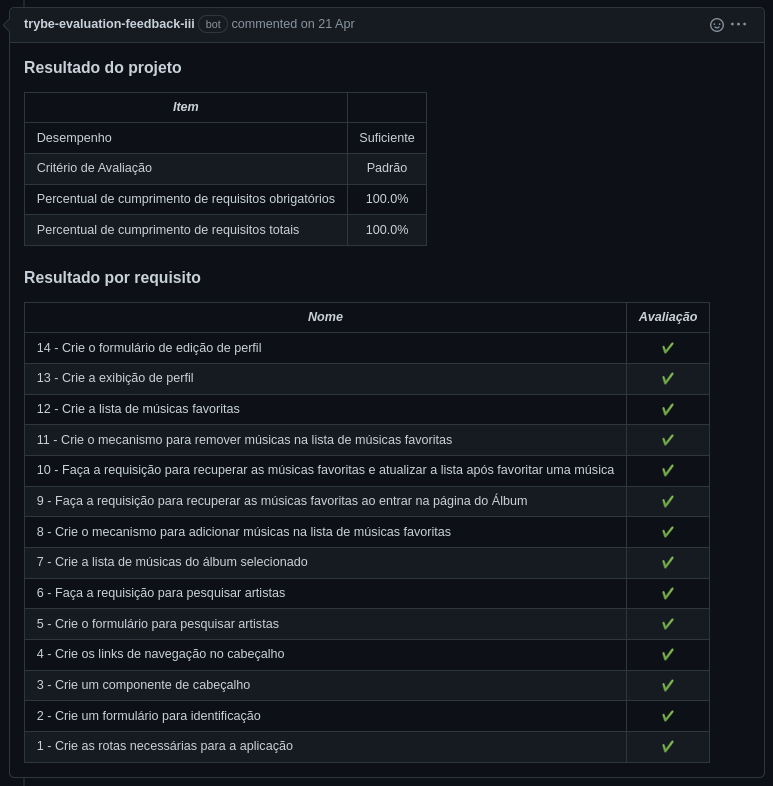 trybe-evaluation-feedback-iii bot commented on 21 Apr
Resultado do projeto
Item
Desempenho Suficiente
Critério de Avaliação Padrão
Percentual de cumprimento de requisitos obrigatórios 100.0%
Percentual de cumprimento de requisitos totais 100.0%
Resultado por requisito
Nome Avaliação
14 - Crie o formulário de edição de perfil ✔
13 - Crie a exibição de perfil ✔
12 - Crie a lista de músicas favoritas ✔
11 - Crie o mecanismo para remover músicas na lista de músicas favoritas ✔
10 - Faça a requisição para recuperar as músicas favoritas e atualizar a lista após favoritar uma música ✔
9 - Faça a requisição para recuperar as músicas favoritas ao entrar na página do Álbum ✔
8 - Crie o mecanismo para adicionar músicas na lista de músicas favoritas ✔
7 - Crie a lista de músicas do álbum selecionado ✔
6 - Faça a requisição para pesquisar artistas ✔
5 - Crie o formulário para pesquisar artistas ✔
4 - Crie os links de navegação no cabeçalho ✔
3 - Crie um componente de cabeçalho ✔
2 - Crie um formulário para identificação ✔
1 - Crie as rotas necessárias para a aplicação ✔